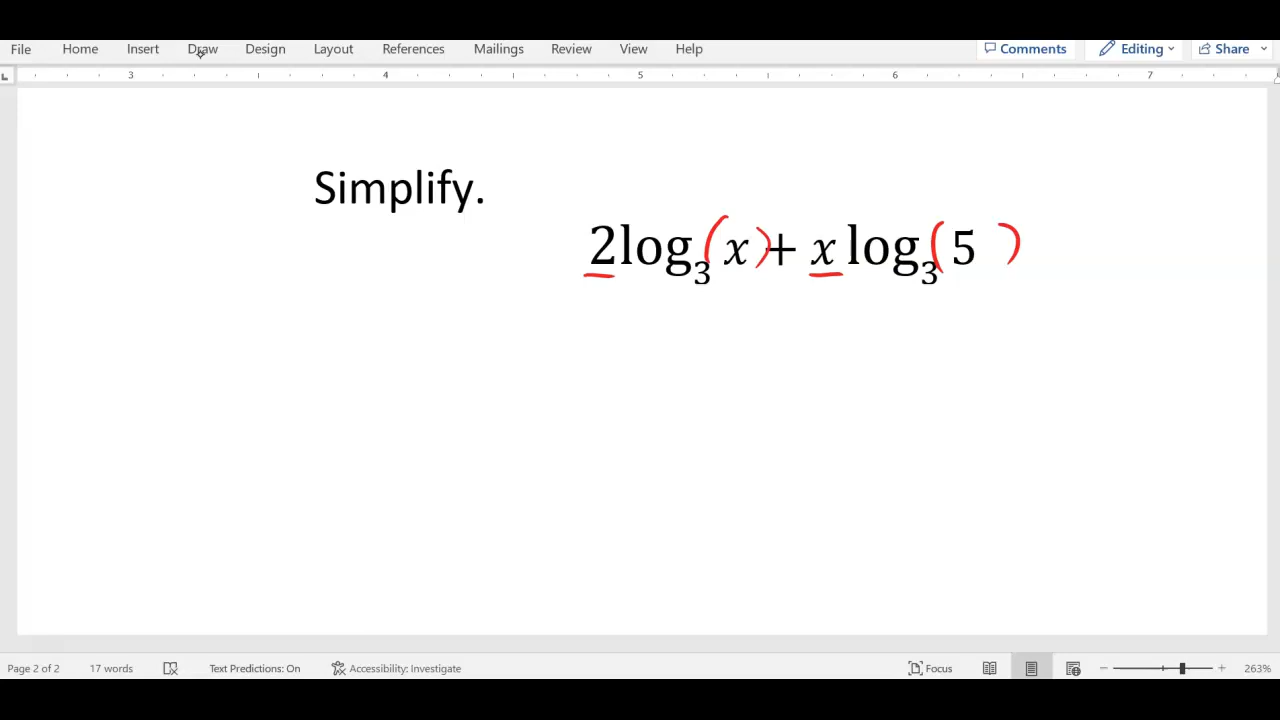 File Home Insert Draw Design Layout References Mailings Review View Help Comments Editing Share
3 4 5 6 7
Simplify.
2log₃(x)+ x log₃(5 )
Page 2 of 2 17 words Text Predictions: On Accessibility: Investigate Focus − + 263%